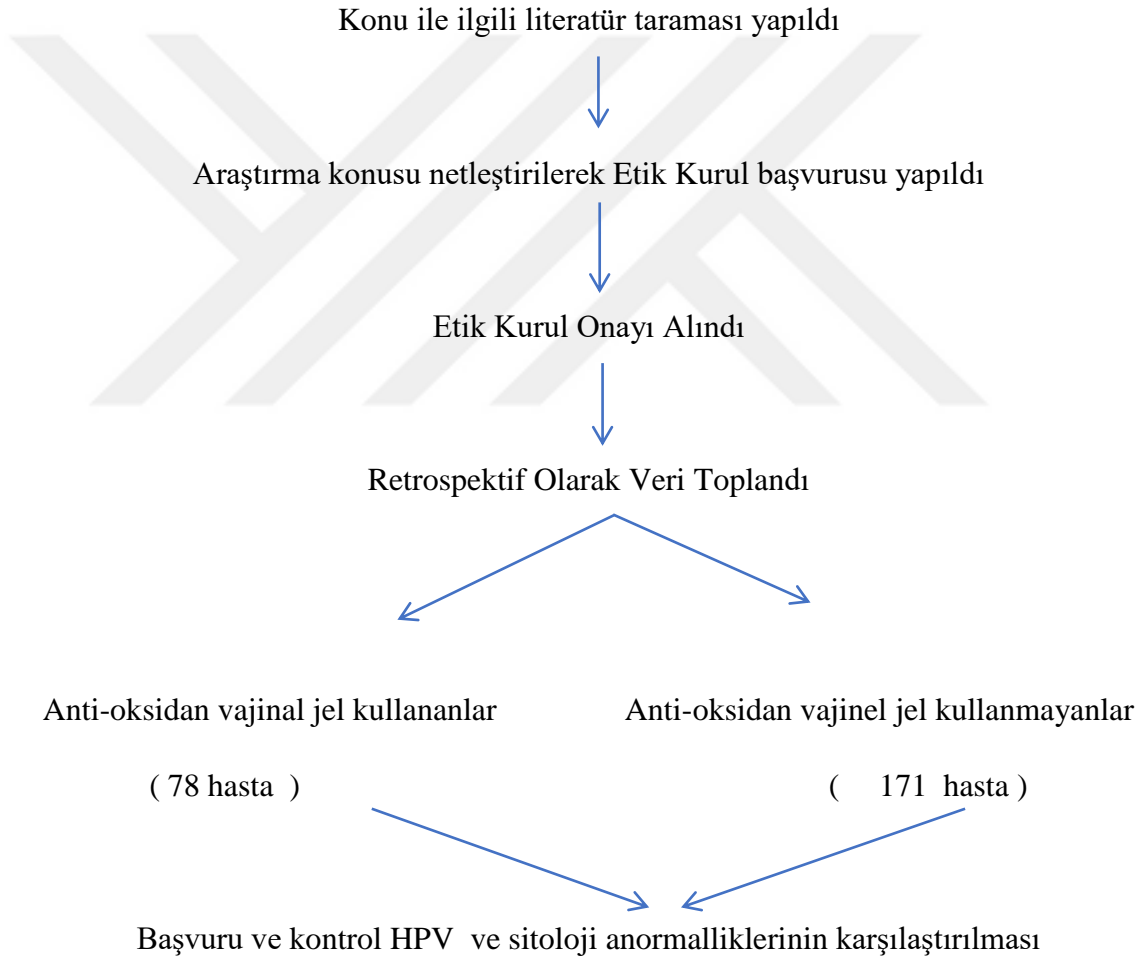 Konu ile ilgili literatür taraması yapıldı
Araştırma konusu netleştirilerek Etik Kurul başvurusu yapıldı
Etik Kurul Onayı Alındı
Retrospektif Olarak Veri Toplandı
Anti-oksidan vajinal jel kullananlar
( 78 hasta )
Anti-oksidan vajinel jel kullanmayanlar
( 171 hasta )
Başvuru ve kontrol HPV ve sitoloji anormalliklerinin karşılaştırılması